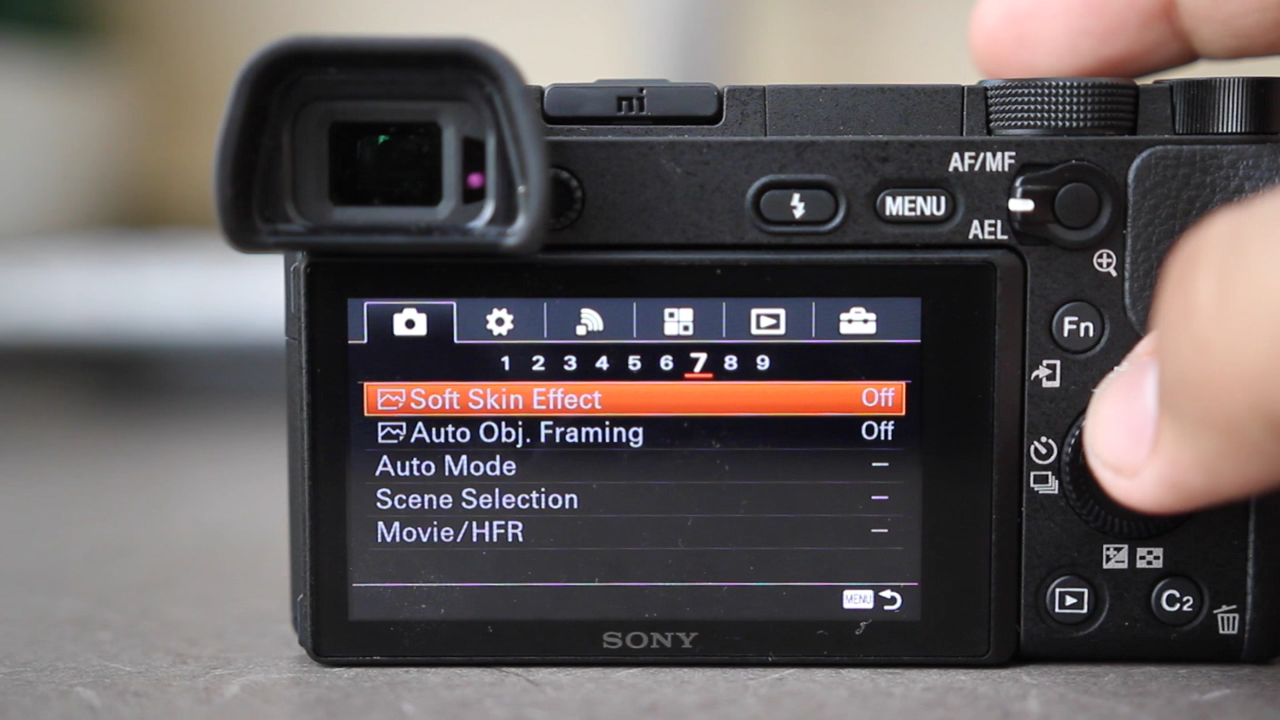 AF/MF
MENU
AEL
Fn
1 2 3 4 5 6 7 8 9
Soft Skin Effect Off
Auto Obj. Framing Off
Auto Mode –
Scene Selection –
Movie/HFR –
MENU
C2
SONY